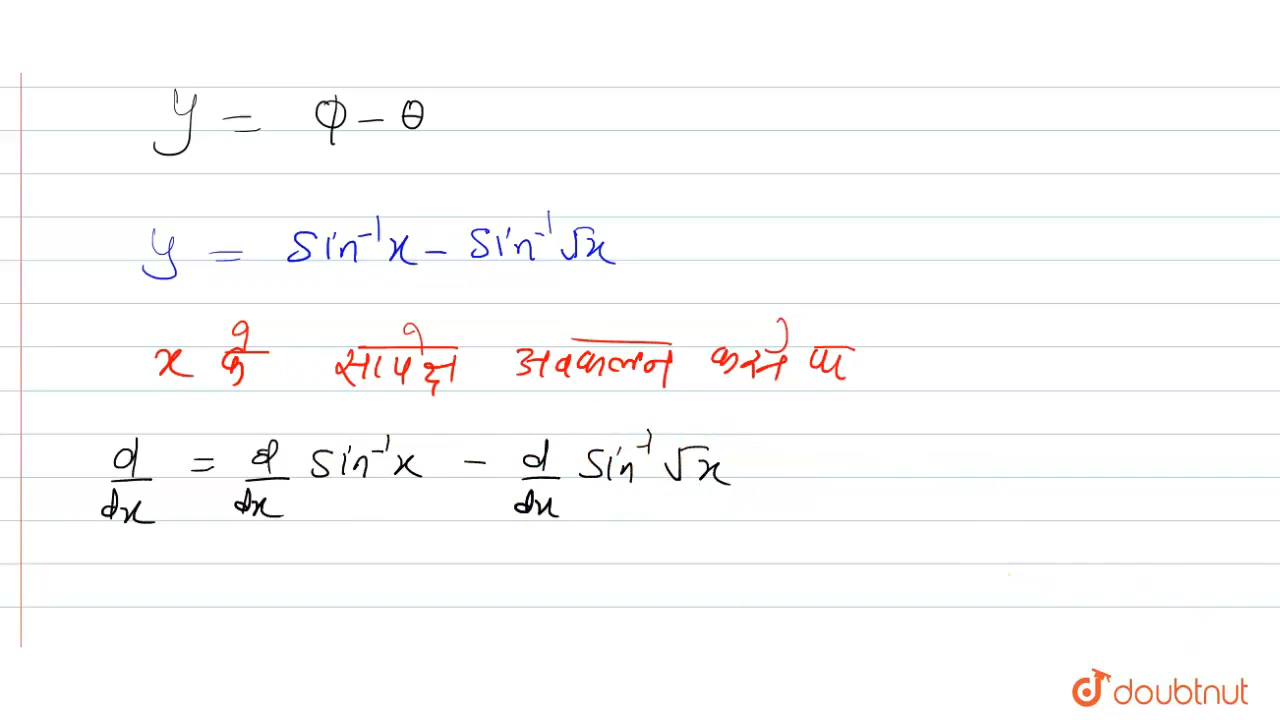 y = φ - θ
y = sin⁻¹x - sin⁻¹√x
x के सापेक्ष अवकलन करने पर
d/dx = d/dx sin⁻¹x - d/dx sin⁻¹√x
doubtnut